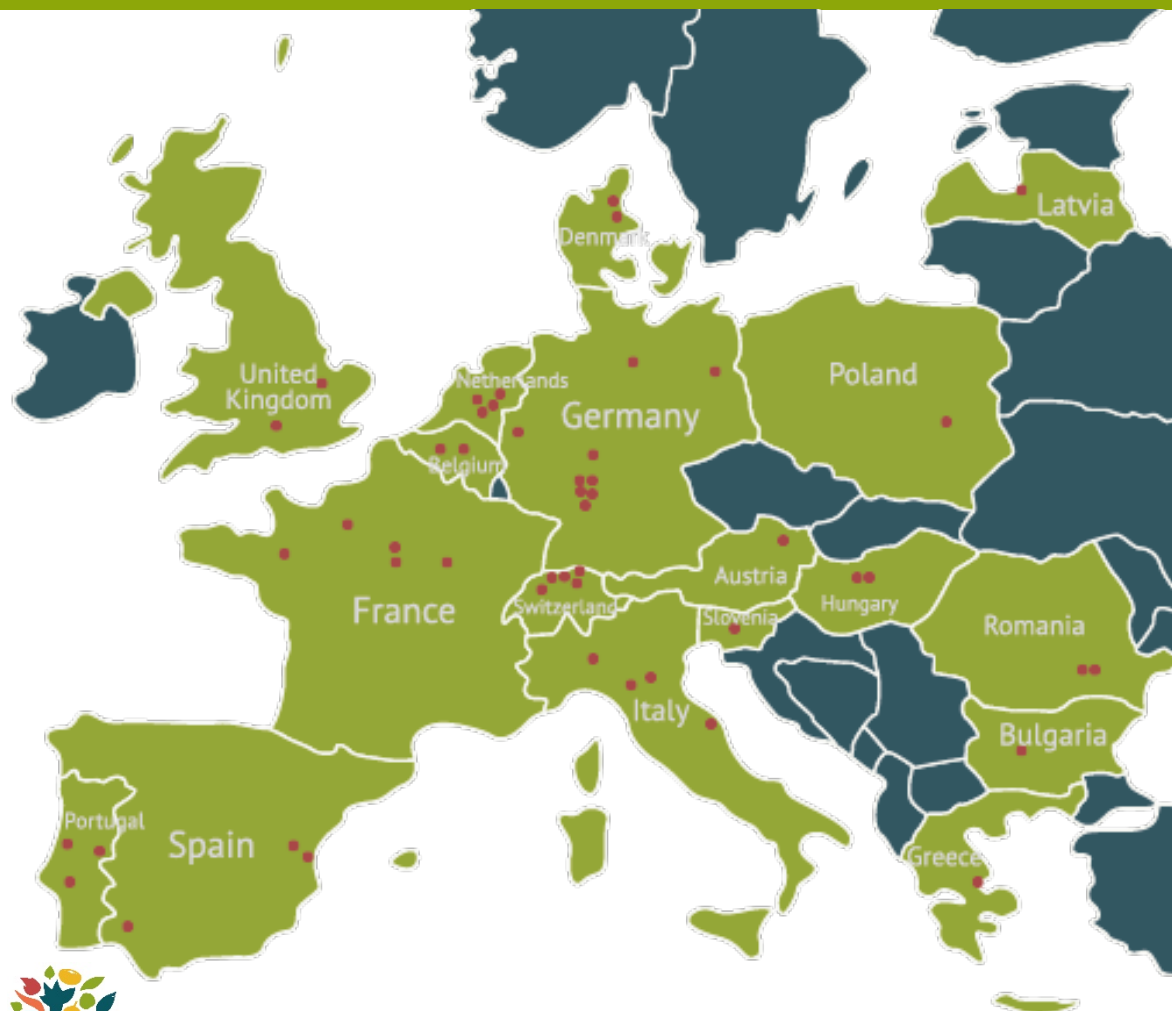 Latvia
Denmark
United
Kingdom
Netherlands
Poland
Germany
Belgium
Austria
France
Switzerland
Hungary
Slovenia
Romania
Italy
Bulgaria
Portugal
Spain
Greece